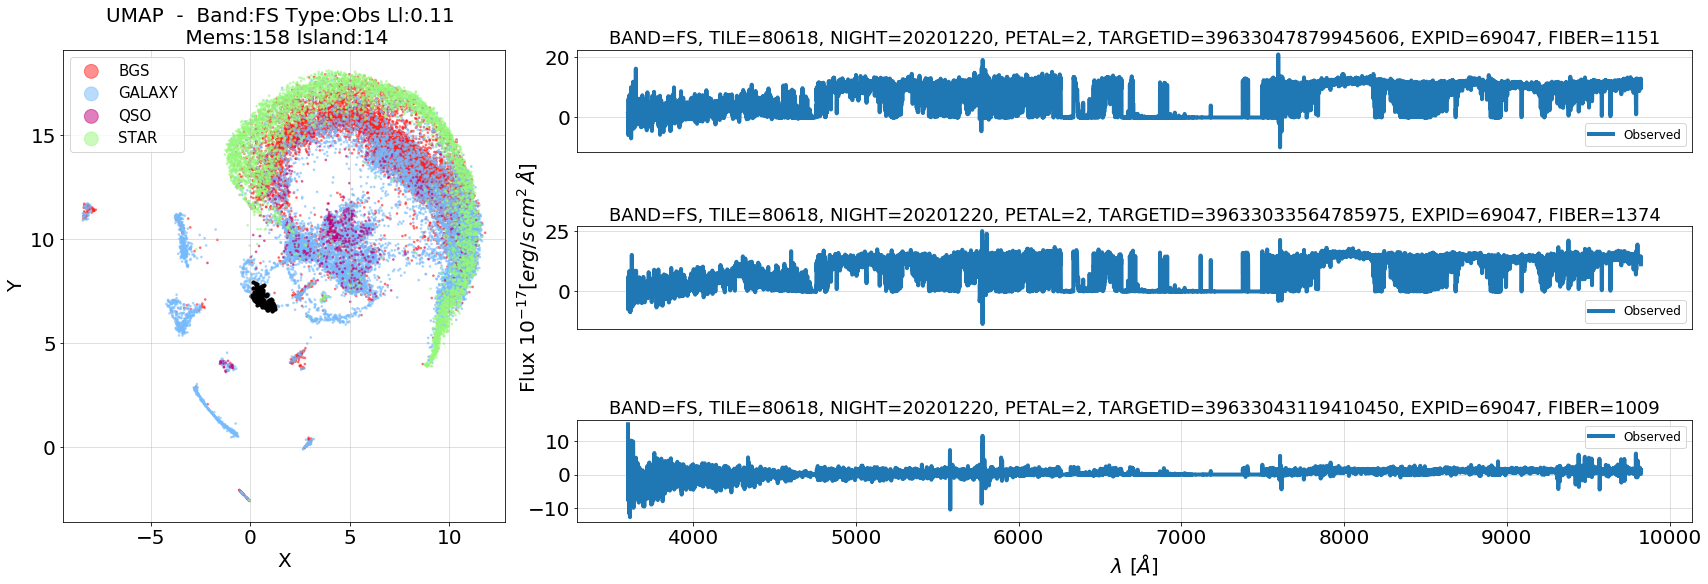 UMAP - Band:FS Type:Obs Ll:0.11
Mems:158 Island:14
BGS
GALAXY
QSO
STAR
15
10
5
0
Y
−5
0
5
10
X
Flux 10^{-17}[erg/s cm^2 Å]
BAND=FS, TILE=80618, NIGHT=20201220, PETAL=2, TARGETID=39633047879945606, EXPID=69047, FIBER=1151
20
0
Observed
BAND=FS, TILE=80618, NIGHT=20201220, PETAL=2, TARGETID=39633033564785975, EXPID=69047, FIBER=1374
25
0
Observed
BAND=FS, TILE=80618, NIGHT=20201220, PETAL=2, TARGETID=39633043119410450, EXPID=69047, FIBER=1009
10
0
−10
Observed
4000
5000
6000
7000
8000
9000
10000
λ [Å]